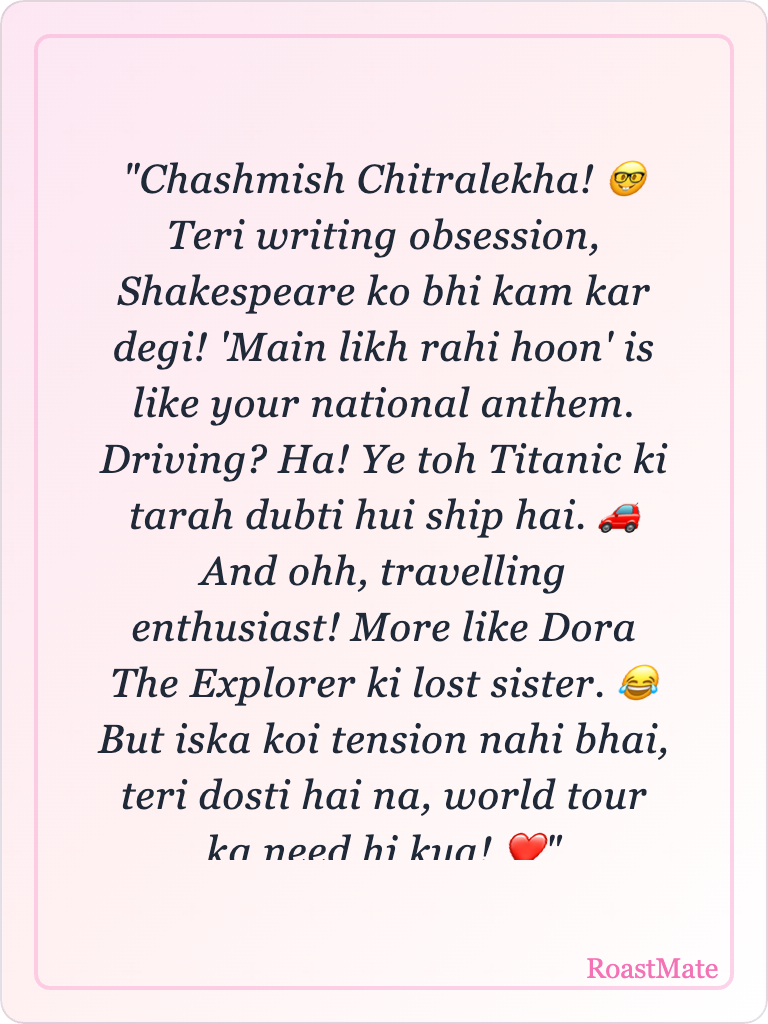 "Chashmish Chitralekha! 🤓
Teri writing obsession,
Shakespeare ko bhi kam kar
degi! 'Main likh rahi hoon' is
like your national anthem.
Driving? Ha! Ye toh Titanic ki
tarah dubti hui ship hai. 🚗
And ohh, travelling
enthusiast! More like Dora
The Explorer ki lost sister. 😂
But iska koi tension nahi bhai,
teri dosti hai na, world tour
ka need hi kya! ❤️"
RoastMate